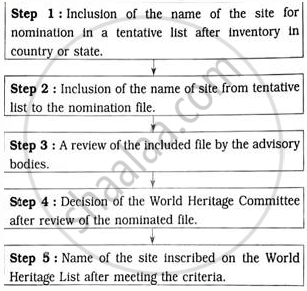 Step 1 : Inclusion of the name of the site for
nomination in a tentative list after inventory in
country or state.
Step 2 : Inclusion of the name of site from tentative
list to the nomination file.
Step 3 : A review of the included file by the advisory
bodies.
Step 4 : Decision of the World Heritage Committee
after review of the nominated file.
Step 5 : Name of the site inscribed on the World
Heritage List after meeting the criteria.
shaalaa.com